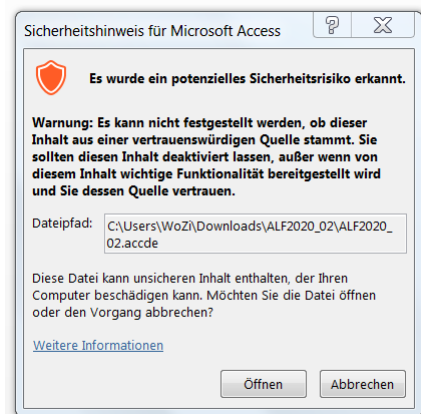 Sicherheitshinweis für Microsoft Access
Es wurde ein potenzielles Sicherheitsrisiko erkannt.
Warnung: Es kann nicht festgestellt werden, ob dieser
Inhalt aus einer vertrauenswürdigen Quelle stammt. Sie
sollten diesen Inhalt deaktiviert lassen, außer wenn von
diesem Inhalt wichtige Funktionalität bereitgestellt wird
und Sie dessen Quelle vertrauen.
Dateipfad: C:\Users\WoZi\Downloads\ALF2020_02\ALF2020_
02.accde
Diese Datei kann unsicheren Inhalt enthalten, der Ihren
Computer beschädigen kann. Möchten Sie die Datei öffnen
oder den Vorgang abbrechen?
Weitere Informationen
Öffnen Abbrechen